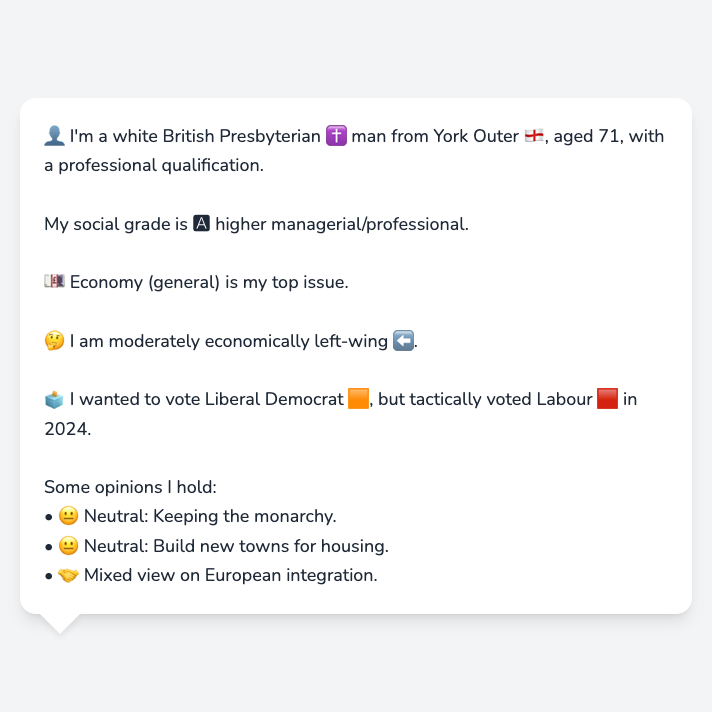 👤 I'm a white British Presbyterian ✝️ man from York Outer 🏴󠁧󠁢󠁥󠁮󠁧󠁿, aged 71, with
a professional qualification.
My social grade is 🅰 higher managerial/professional.
💷 Economy (general) is my top issue.
🤔 I am moderately economically left-wing ⬅️.
🗳️ I wanted to vote Liberal Democrat 🟧, but tactically voted Labour 🟥 in
2024.
Some opinions I hold:
• 😐 Neutral: Keeping the monarchy.
• 😐 Neutral: Build new towns for housing.
• 🤝 Mixed view on European integration.